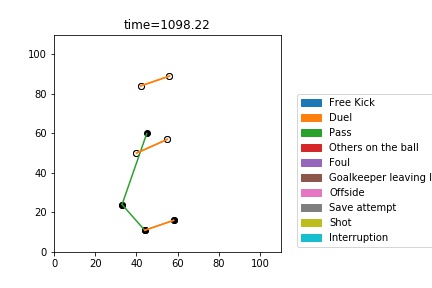 time=1098.22
100
80
60
40
20
0
0 20 40 60 80 100
Free Kick
Duel
Pass
Others on the ball
Foul
Goalkeeper leaving l
Offside
Save attempt
Shot
Interruption